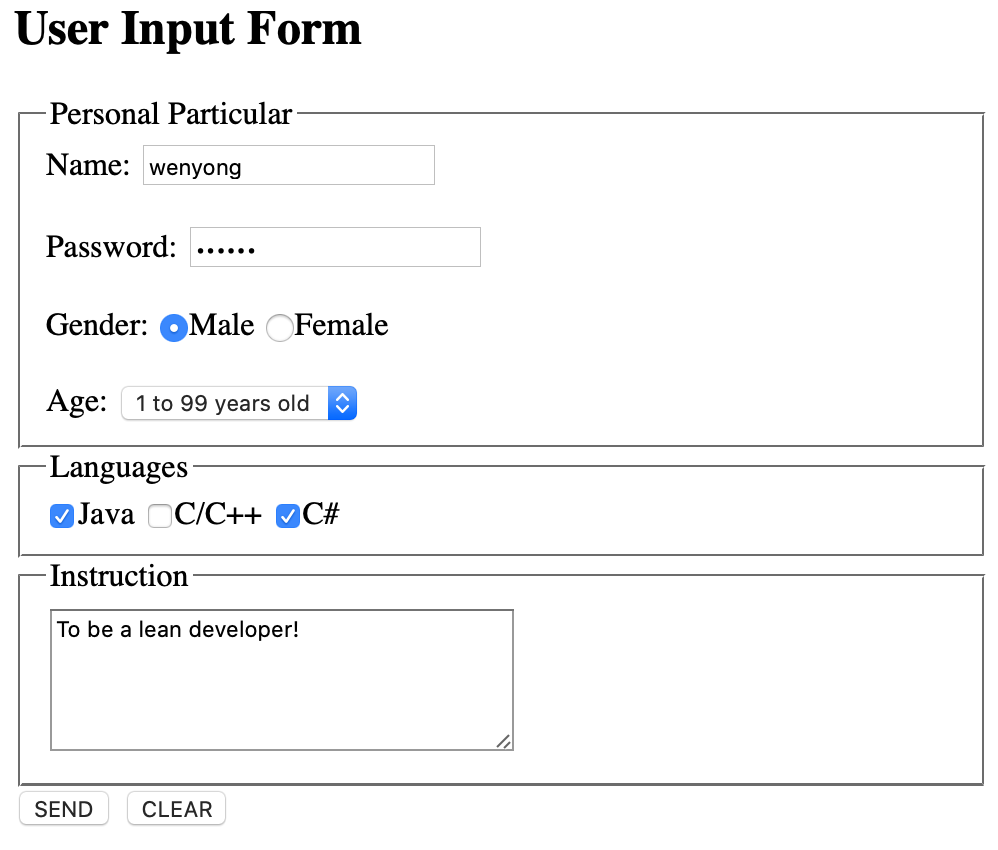 User Input Form
Personal Particular
Name: wenyong
Password: ••••••
Gender: Male Female
Age: 1 to 99 years old
Languages
Java C/C++ C#
Instruction
To be a lean developer!
SEND CLEAR